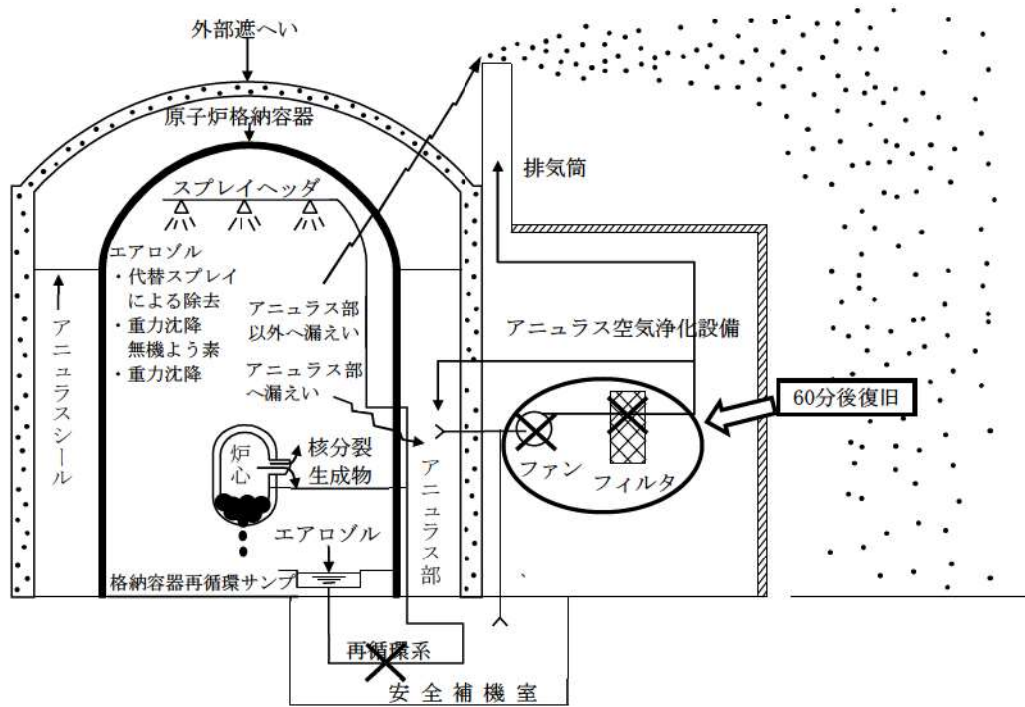 外部遮へい
原子炉格納容器
スプレイヘッダ
エアロゾル
・代替スプレイ
による除去
・重力沈降
無機よう素
・重力沈降
アニュラス部
以外へ漏えい
アニュラス部
へ漏えい
アニュラスシール
炉心
核分裂
生成物
エアロゾル
格納容器再循環サンプ
アニュラス部
再循環系
安全補機室
排気筒
アニュラス空気浄化設備
ファン
フィルタ
60分後復旧